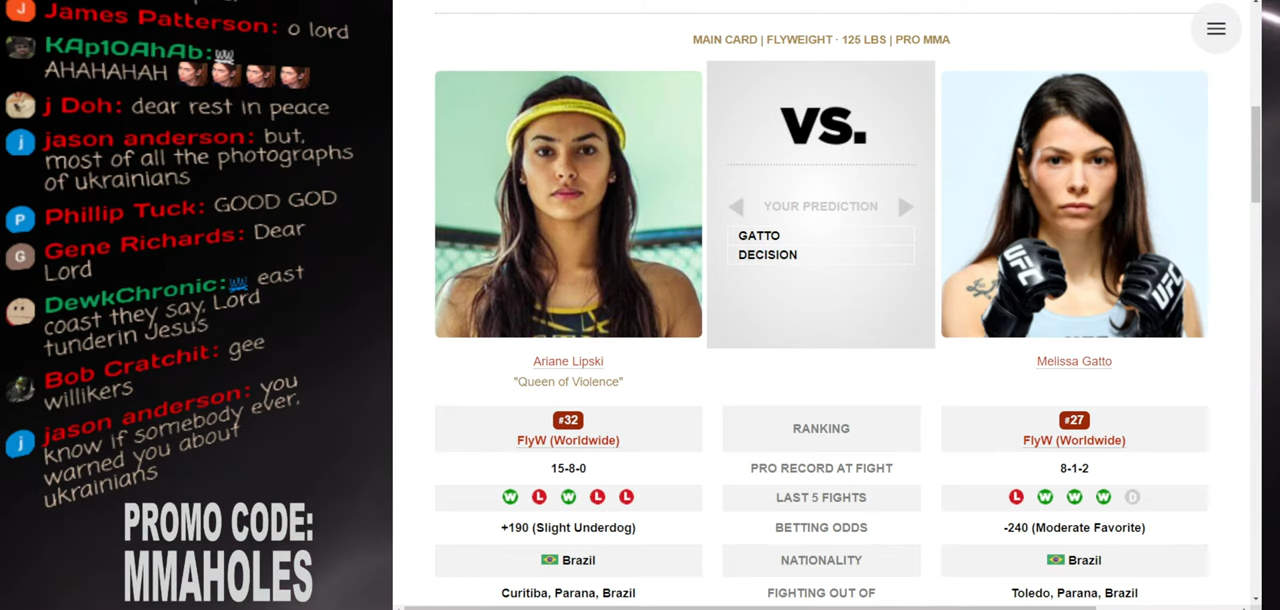 James Patterson: o lord
KAp1OAhAb:
AHAHAHAH
j Doh: dear rest in peace
jason anderson: but,
most of all the photographs
of ukrainians
Phillip Tuck: GOOD GOD
Gene Richards: Dear
Lord
DewkChronic: east
coast they say, Lord
tunderin Jesus
Bob Cratchit: gee
willikers
jason anderson: you
know if somebody ever,
warned you about
ukrainians
PROMO CODE:
MMAHOLES
MAIN CARD | FLYWEIGHT · 125 LBS | PRO MMA
VS.
YOUR PREDICTION
GATTO
DECISION
UFC
UFC
Ariane Lipski
Melissa Gatto
"Queen of Violence"
#32
RANKING
#27
FlyW (Worldwide)
FlyW (Worldwide)
15-8-0
PRO RECORD AT FIGHT
8-1-2
W L W L L
LAST 5 FIGHTS
L W W W D
+190 (Slight Underdog)
BETTING ODDS
-240 (Moderate Favorite)
Brazil
NATIONALITY
Brazil
Curitiba, Parana, Brazil
FIGHTING OUT OF
Toledo, Parana, Brazil